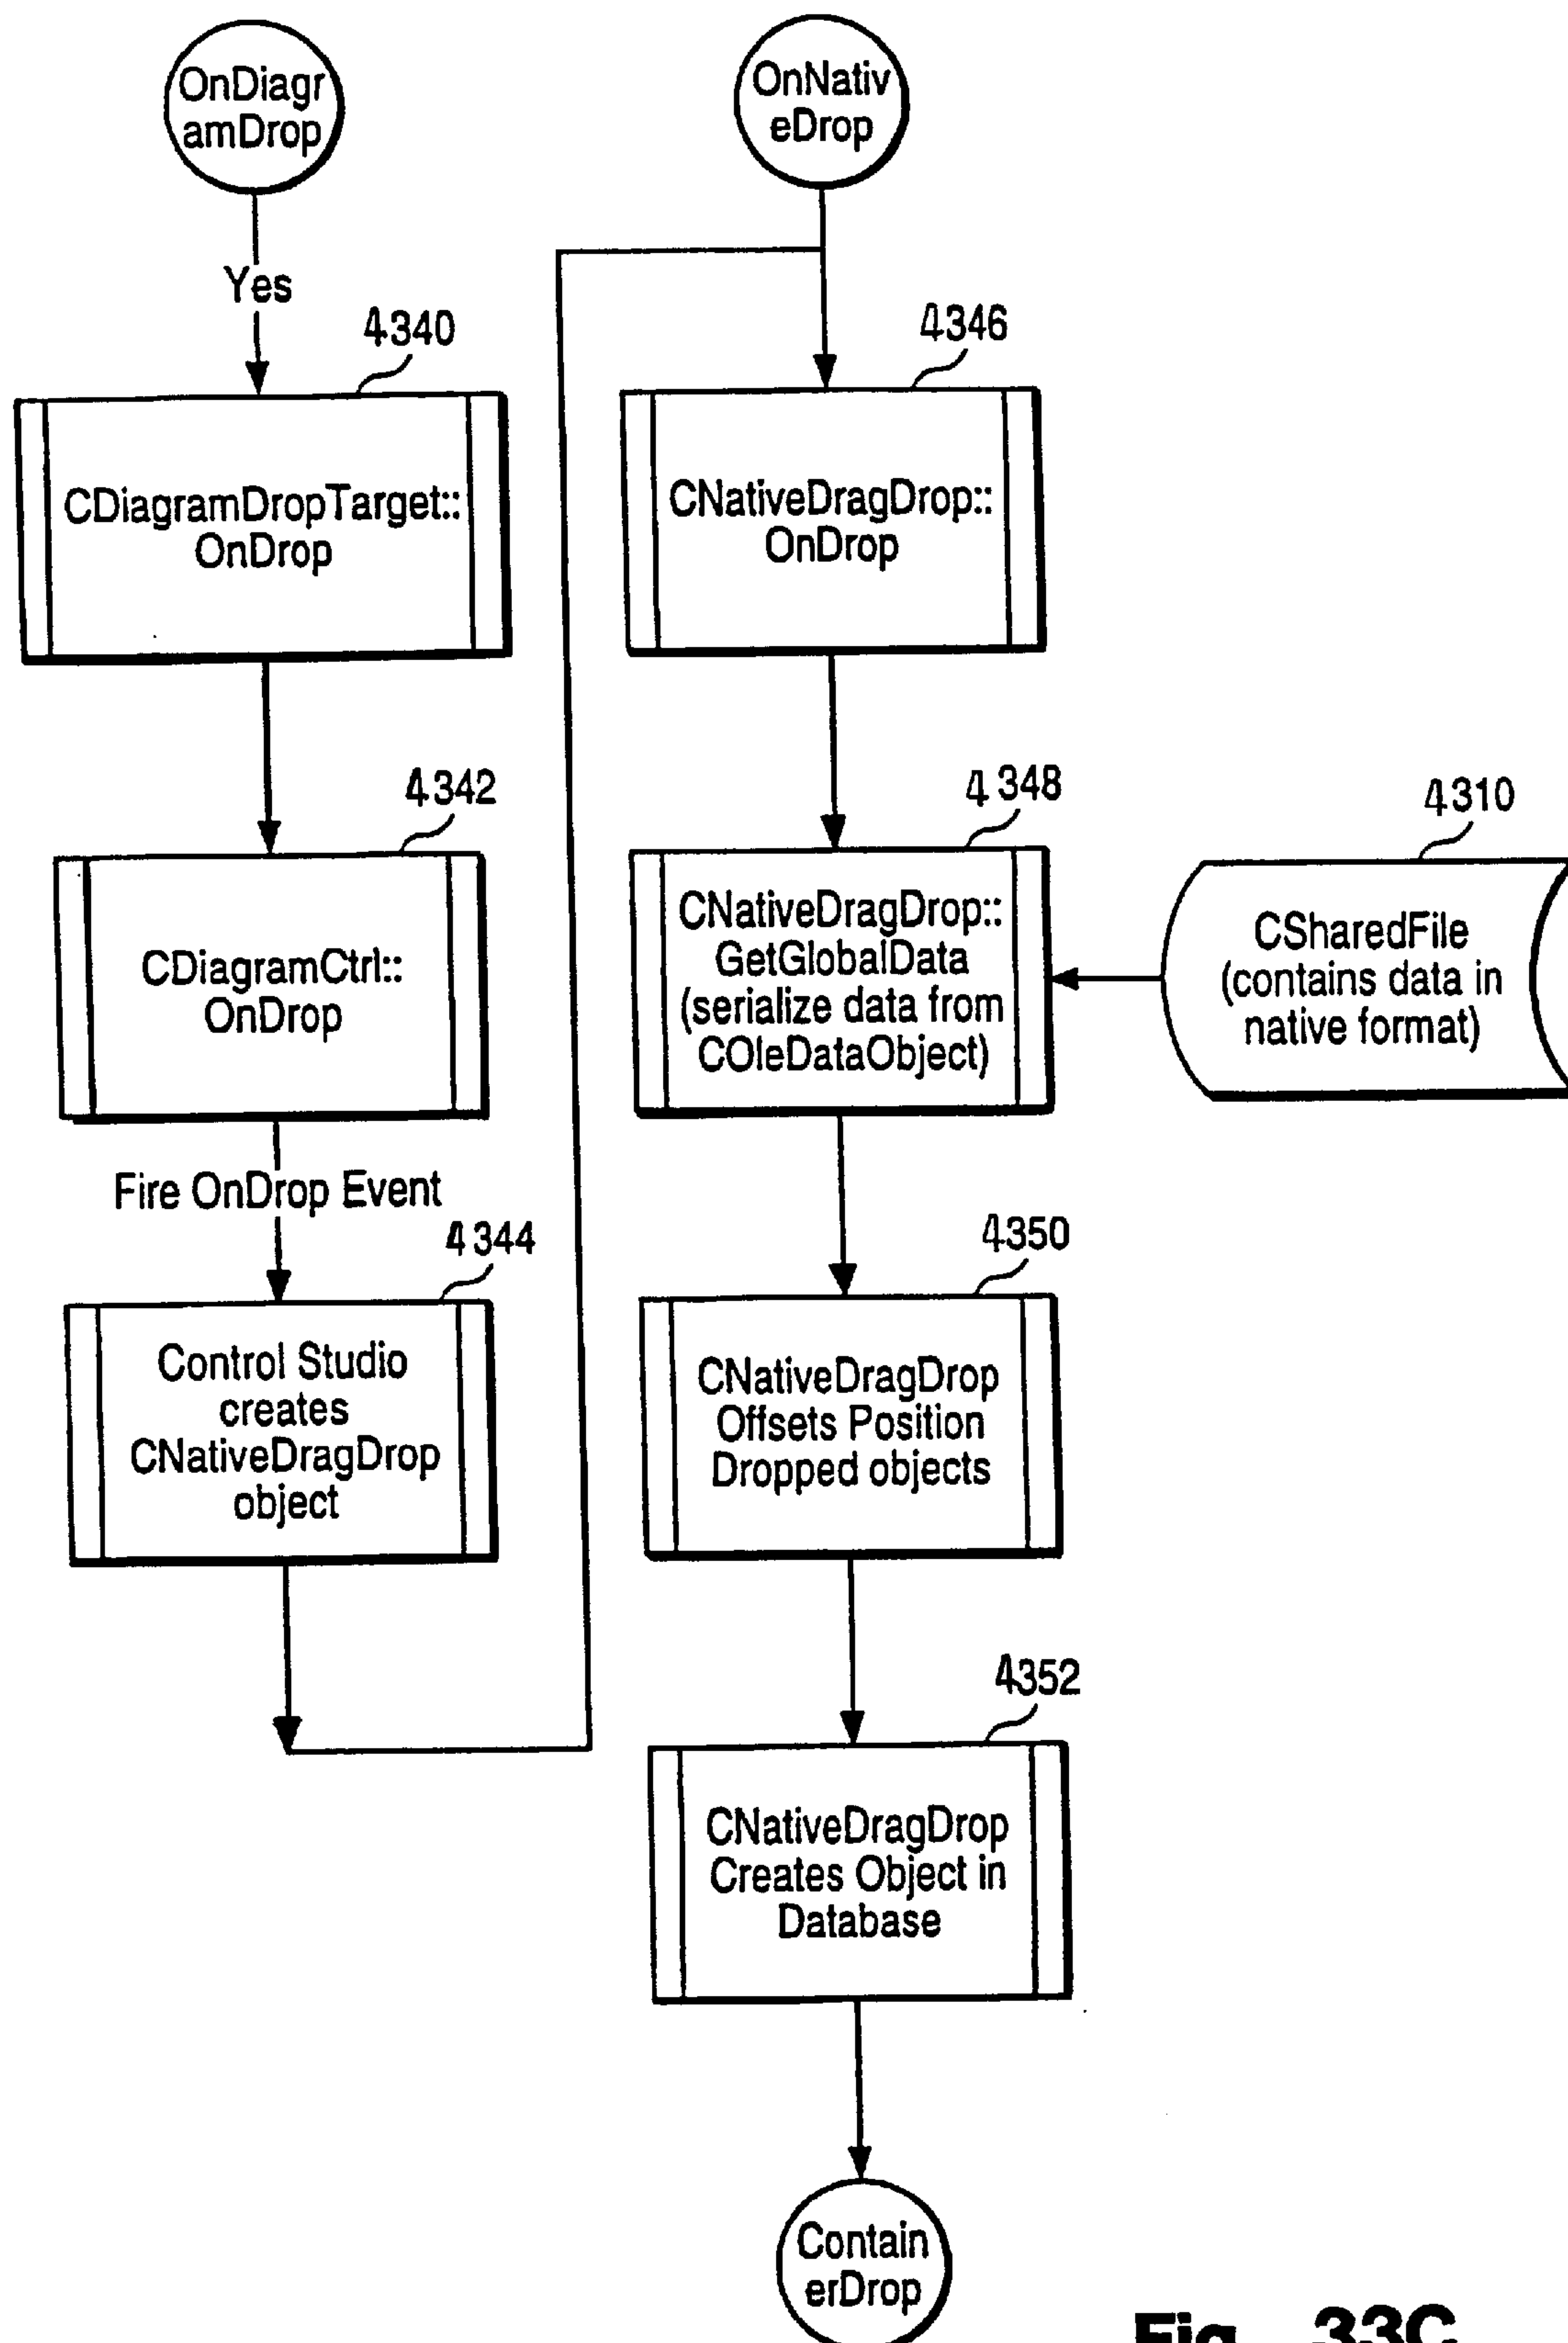 OnDiagr
amDrop
Yes
4340
CDiagramDropTarget::
OnDrop
4342
CDiagramCtrl::
OnDrop
Fire OnDrop Event
4344
Control Studio
creates
CNativeDragDrop
object
OnNativ
eDrop
4346
CNativeDragDrop::
OnDrop
4348
CNativeDragDrop::
GetGlobalData
(serialize data from
COleDataObject)
4310
CSharedFile
(contains data in
native format)
4350
CNativeDragDrop
Offsets Position
Dropped objects
4352
CNativeDragDrop
Creates Object in
Database
Contain
erDrop
Fig. 33C